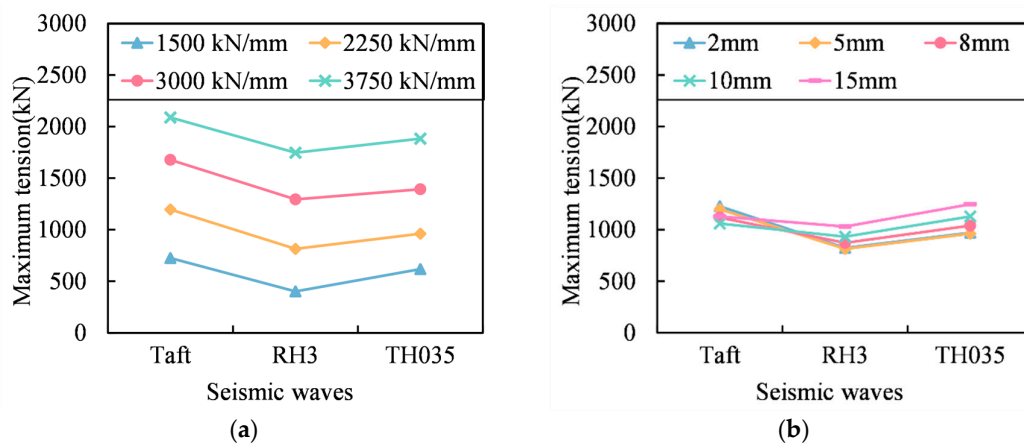 3000
2500
2000
1500
1000
500
0
Maximum tension(kN)
1500 kN/mm
2250 kN/mm
3000 kN/mm
3750 kN/mm
Taft
RH3
TH035
Seismic waves
(a)
3000
2500
2000
1500
1000
500
0
Maximum tension(kN)
2mm
5mm
8mm
10mm
15mm
Taft
RH3
TH035
Seismic waves
(b)